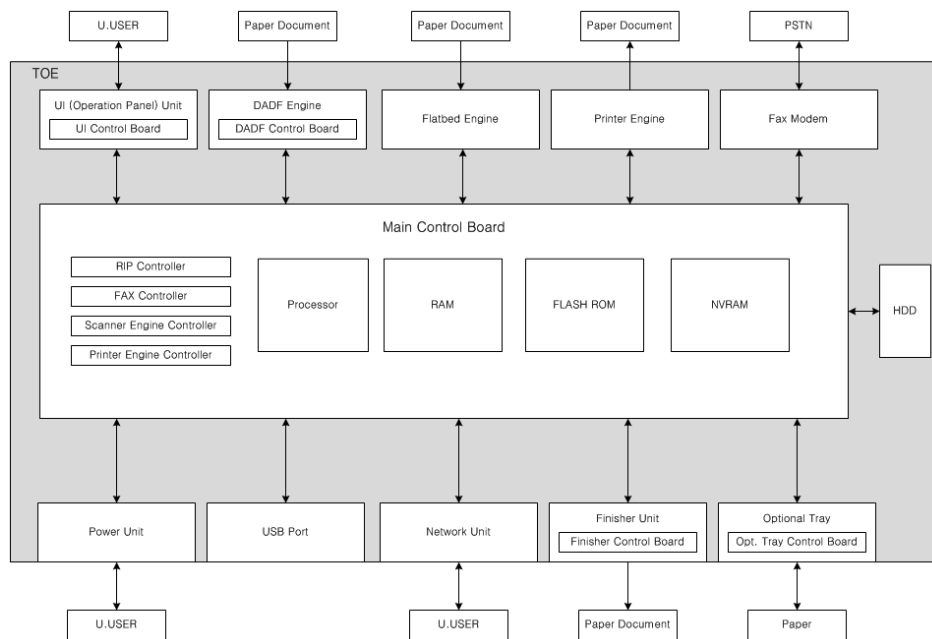 U.USER
Paper Document
Paper Document
Paper Document
PSTN
TOE
UI (Operation Panel) Unit
UI Control Board
DADF Engine
DADF Control Board
Flatbed Engine
Printer Engine
Fax Modem
Main Control Board
RIP Controller
FAX Controller
Scanner Engine Controller
Printer Engine Controller
Processor
RAM
FLASH ROM
NVRAM
HDD
Power Unit
USB Port
Network Unit
Finisher Unit
Finisher Control Board
Optional Tray
Opt. Tray Control Board
U.USER
U.USER
Paper Document
Paper